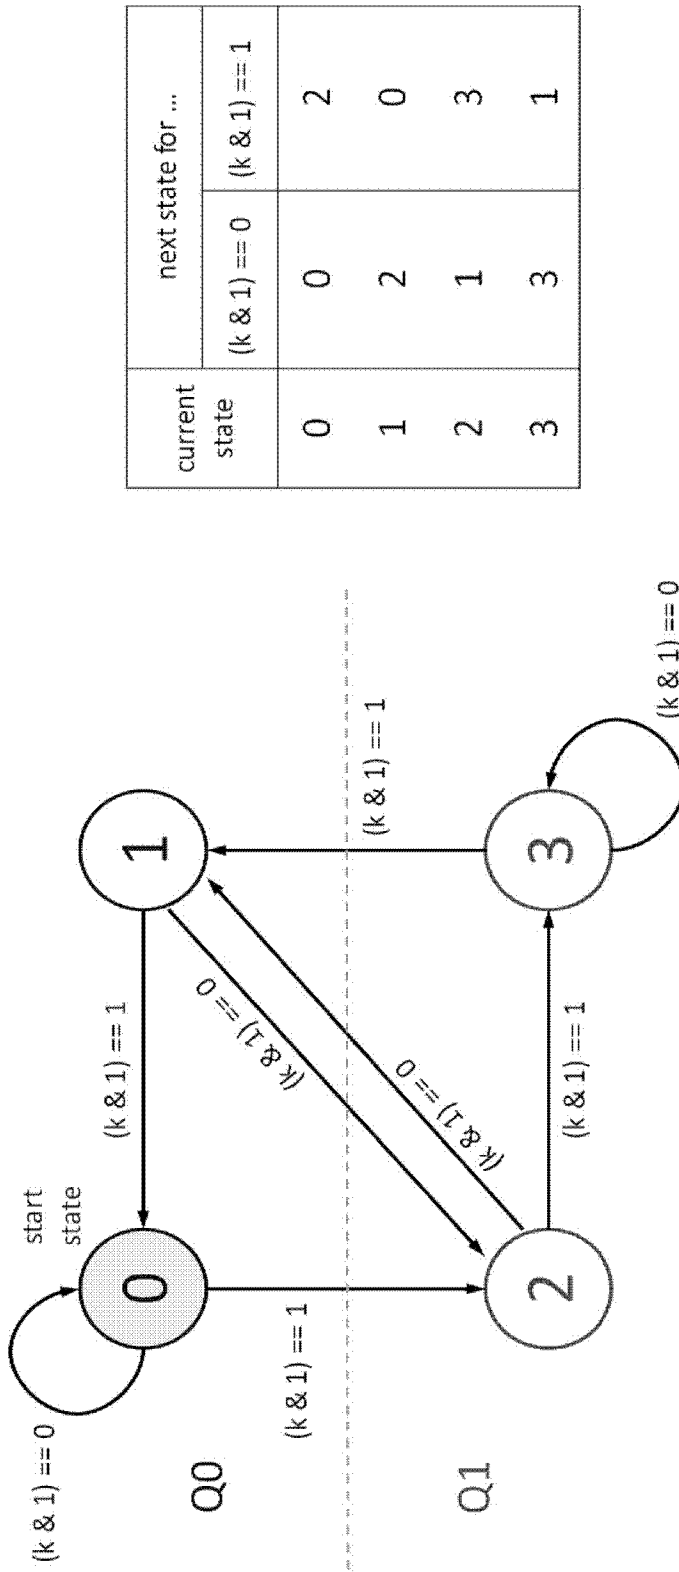 (k & 1) == 0
start
state
0
(k & 1) == 1
1
Q0
(k & 1) == 1
(k & 1) == 0
(k & 1) == 0
(k & 1) == 1
Q1
2
(k & 1) == 1
3
(k & 1) == 0
current
state
next state for ...
(k & 1) == 0
(k & 1) == 1
0 0 2
1 2 0
2 1 3
3 3 1